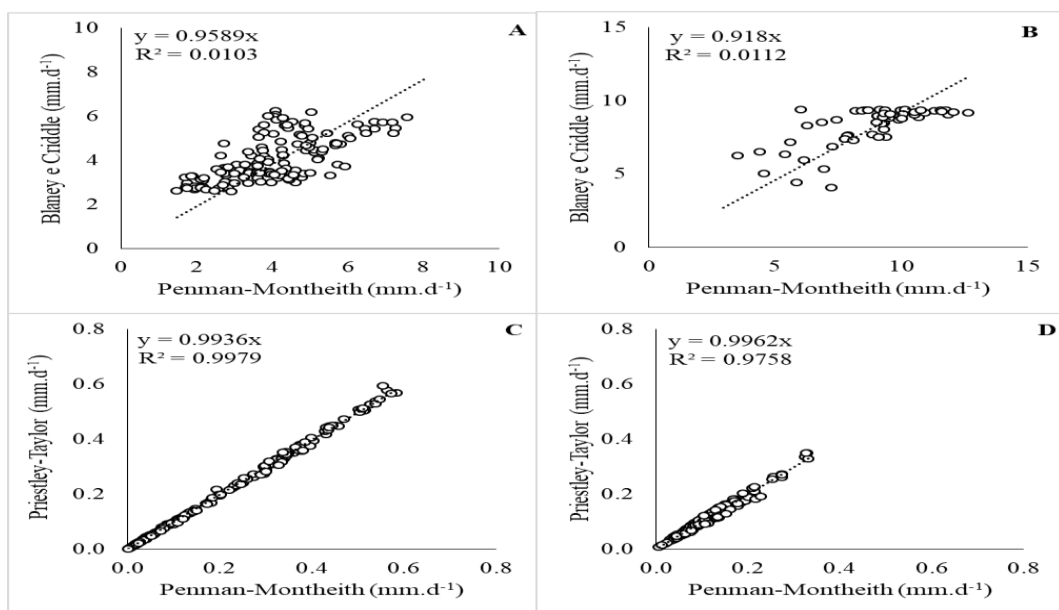 A
y = 0.9589x
R² = 0.0103
Blaney e Criddle (mm.d⁻¹)
10
8
6
4
2
0
0 2 4 6 8 10
Penman-Montheith (mm.d⁻¹)
B
y = 0.918x
R² = 0.0112
Blaney e Criddle (mm.d⁻¹)
15
10
5
0
0 5 10 15
Penman-Montheith (mm.d⁻¹)
C
y = 0.9936x
R² = 0.9979
Priestley-Taylor (mm.d⁻¹)
0.8
0.6
0.4
0.2
0.0
0.0 0.2 0.4 0.6 0.8
Penman-Montheith (mm.d⁻¹)
D
y = 0.9962x
R² = 0.9758
Priestley-Taylor (mm.d⁻¹)
0.8
0.6
0.4
0.2
0.0
0.0 0.2 0.4 0.6 0.8
Penman-Montheith (mm.d⁻¹)